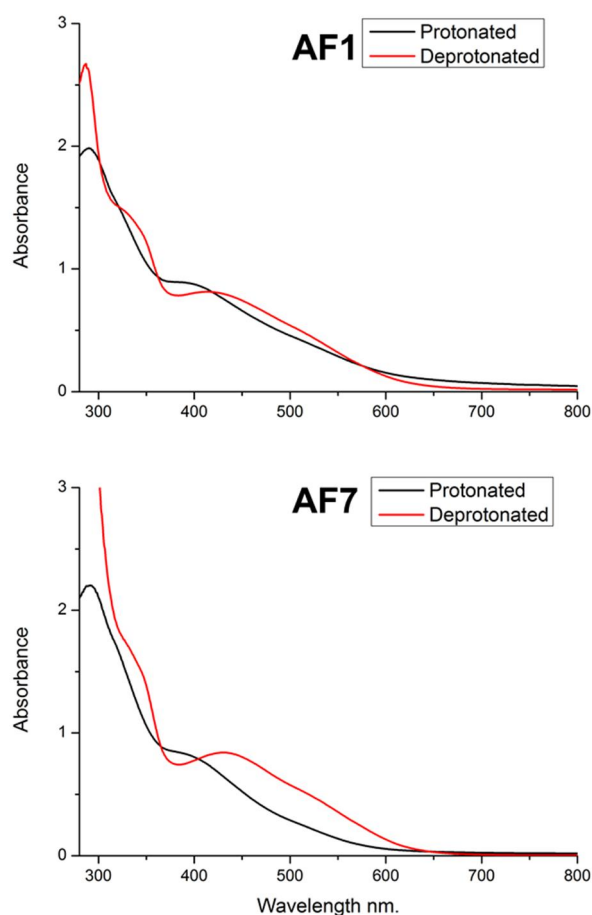 AF1
Protonated
Deprotonated
3
2
1
0
Absorbance
300
400
500
600
700
800
AF7
Protonated
Deprotonated
3
2
1
0
Absorbance
300
400
500
600
700
800
Wavelength nm.